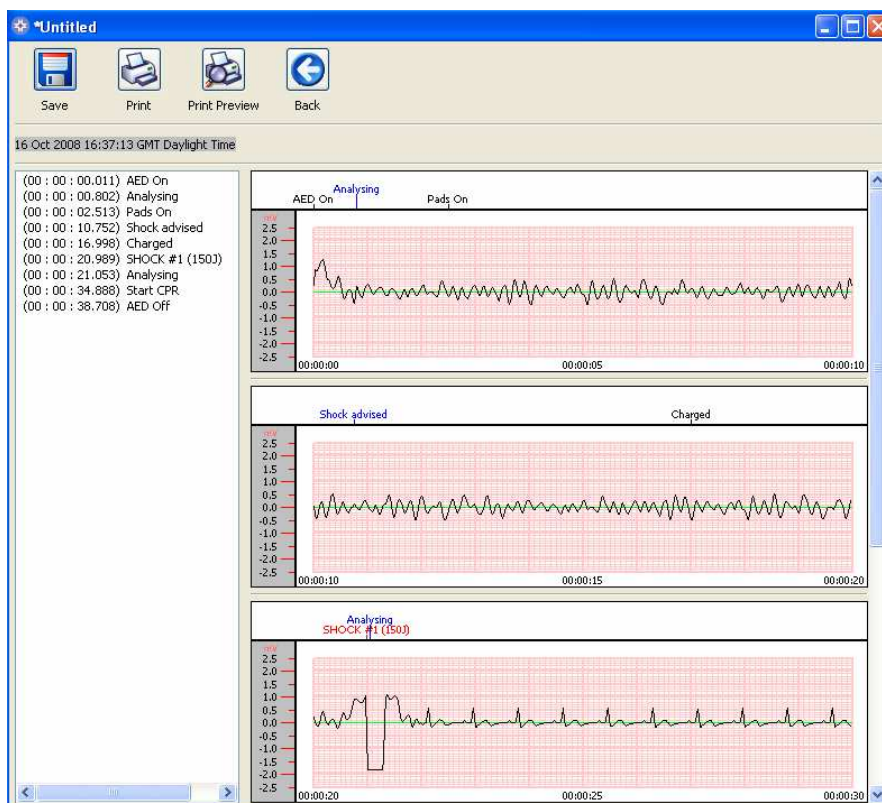 *Untitled
Save Print Print Preview Back
16 Oct 2008 16:37:13 GMT Daylight Time
(00 : 00 : 00.011) AED On
(00 : 00 : 00.802) Analysing
(00 : 00 : 02.513) Pads On
(00 : 00 : 10.752) Shock advised
(00 : 00 : 16.998) Charged
(00 : 00 : 20.989) SHOCK #1 (150J)
(00 : 00 : 21.053) Analysing
(00 : 00 : 34.888) Start CPR
(00 : 00 : 38.708) AED Off
Analysing
AED On Pads On
mV
2.5
2.0
1.5
1.0
0.5
0.0
-0.5
-1.0
-1.5
-2.0
-2.5
00:00:00 00:00:05 00:00:10
Shock advised Charged
mV
2.5
2.0
1.5
1.0
0.5
0.0
-0.5
-1.0
-1.5
-2.0
-2.5
00:00:10 00:00:15 00:00:20
Analysing
SHOCK #1 (150J)
mV
2.5
2.0
1.5
1.0
0.5
0.0
-0.5
-1.0
-1.5
-2.0
-2.5
00:00:20 00:00:25 00:00:30